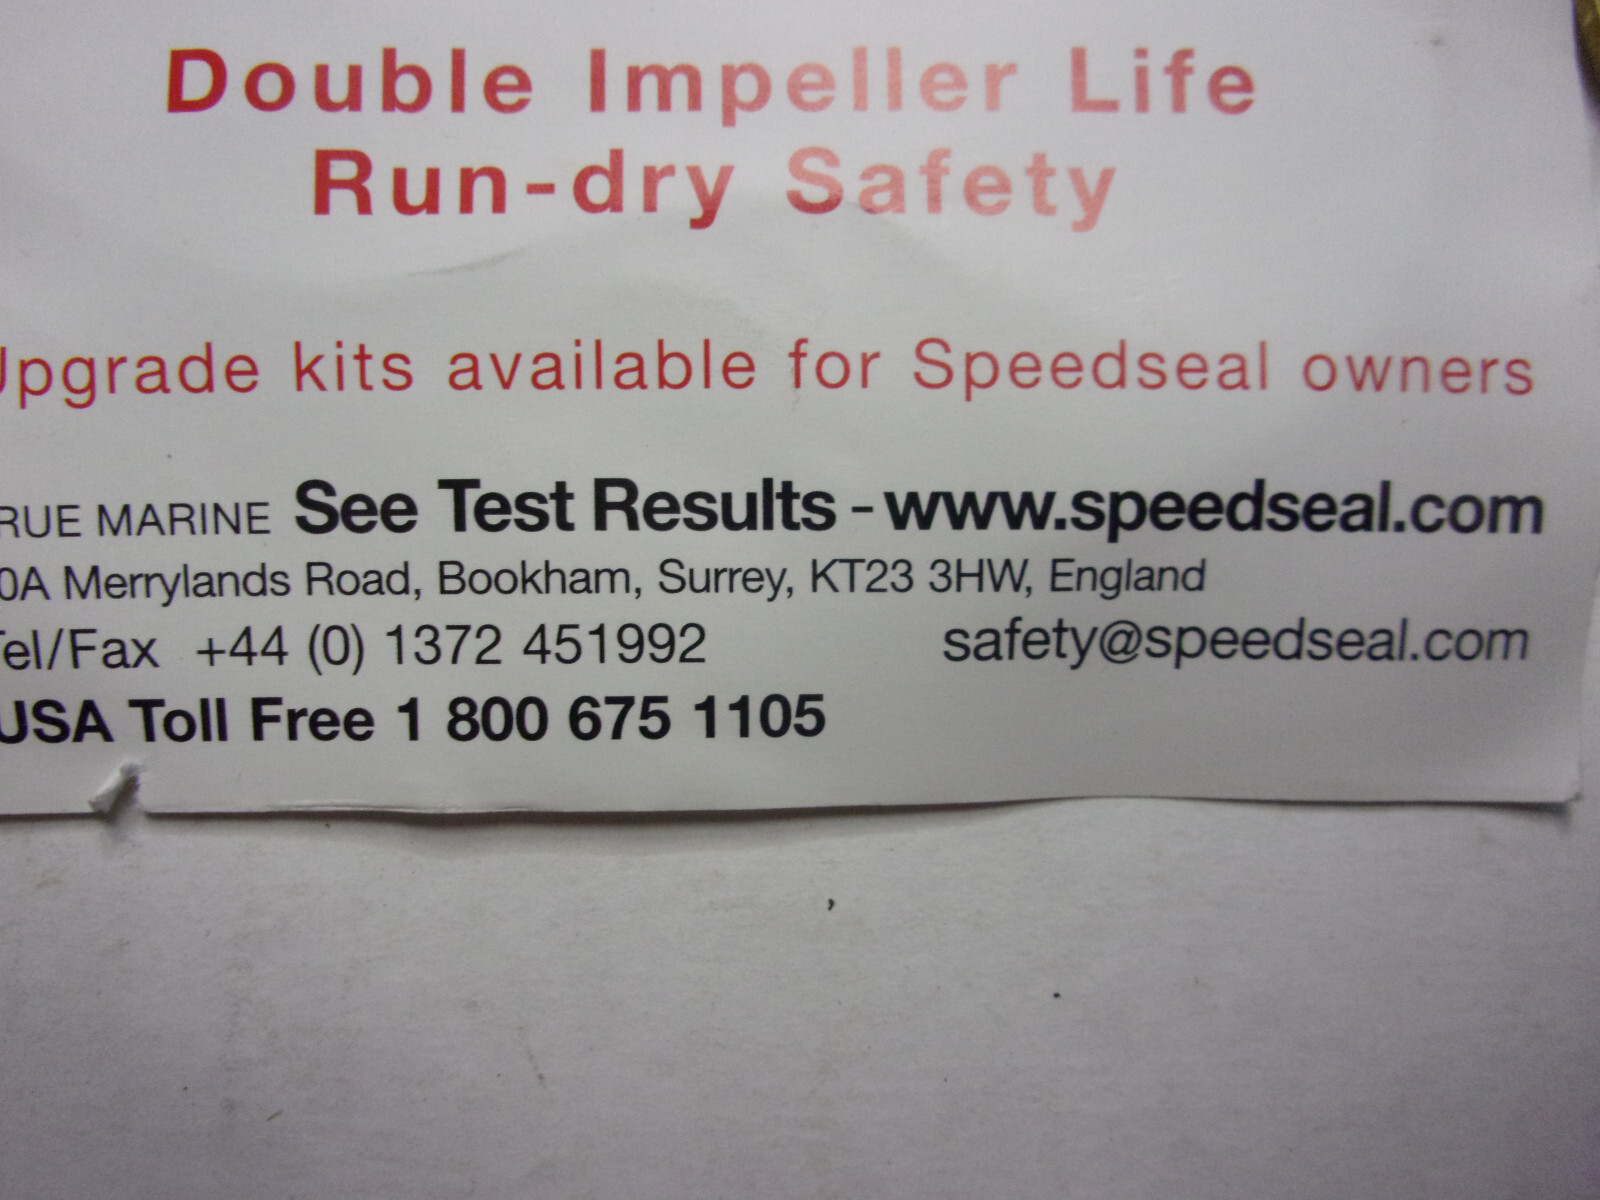 Double Impeller Life
Run-dry Safety
Upgrade kits available for Speedseal owners
RUE MARINE See Test Results - www.speedseal.com
0A Merrylands Road, Bookham, Surrey, KT23 3HW, England
Tel/Fax +44 (0) 1372 451992 safety@speedseal.com
USA Toll Free 1 800 675 1105